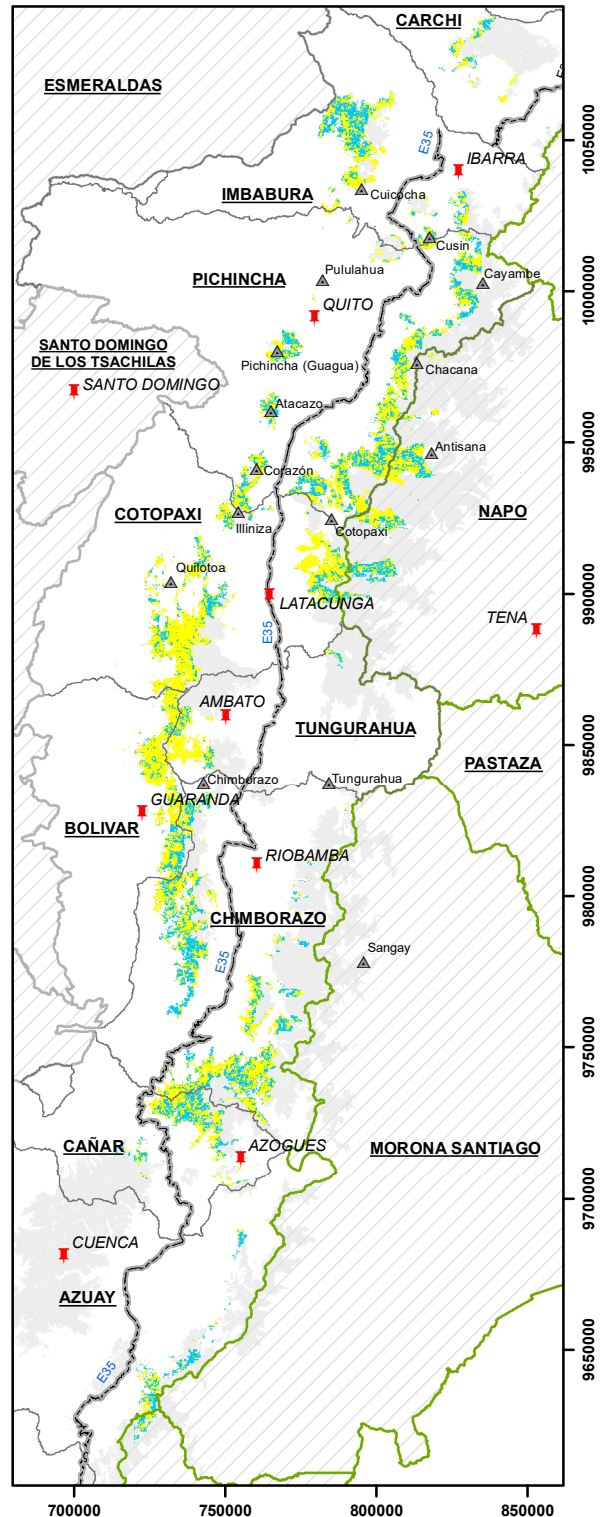 CARCHI
ESMERALDAS
E35
IBARRA
10050000
IMBABURA
Cuicocha
Cusin
Pululahua
Cayambe
PICHINCHA
QUITO
10000000
SANTO DOMINGO
DE LOS TSACHILAS
Pichincha (Guagua)
Chacana
SANTO DOMINGO
Atacazo
Antisana
9950000
Corazón
COTOPAXI
NAPO
Illiniza
Cotopaxi
Quilotoa
LATACUNGA
9900000
TENA
E35
AMBATO
TUNGURAHUA
9850000
PASTAZA
Chimborazo
Tungurahua
GUARANDA
BOLIVAR
RIOBAMBA
9800000
CHIMBORAZO
E35
Sangay
9750000
CAÑAR
AZOGUES
MORONA SANTIAGO
9700000
CUENCA
AZUAY
E35
9650000
700000
750000
800000
850000